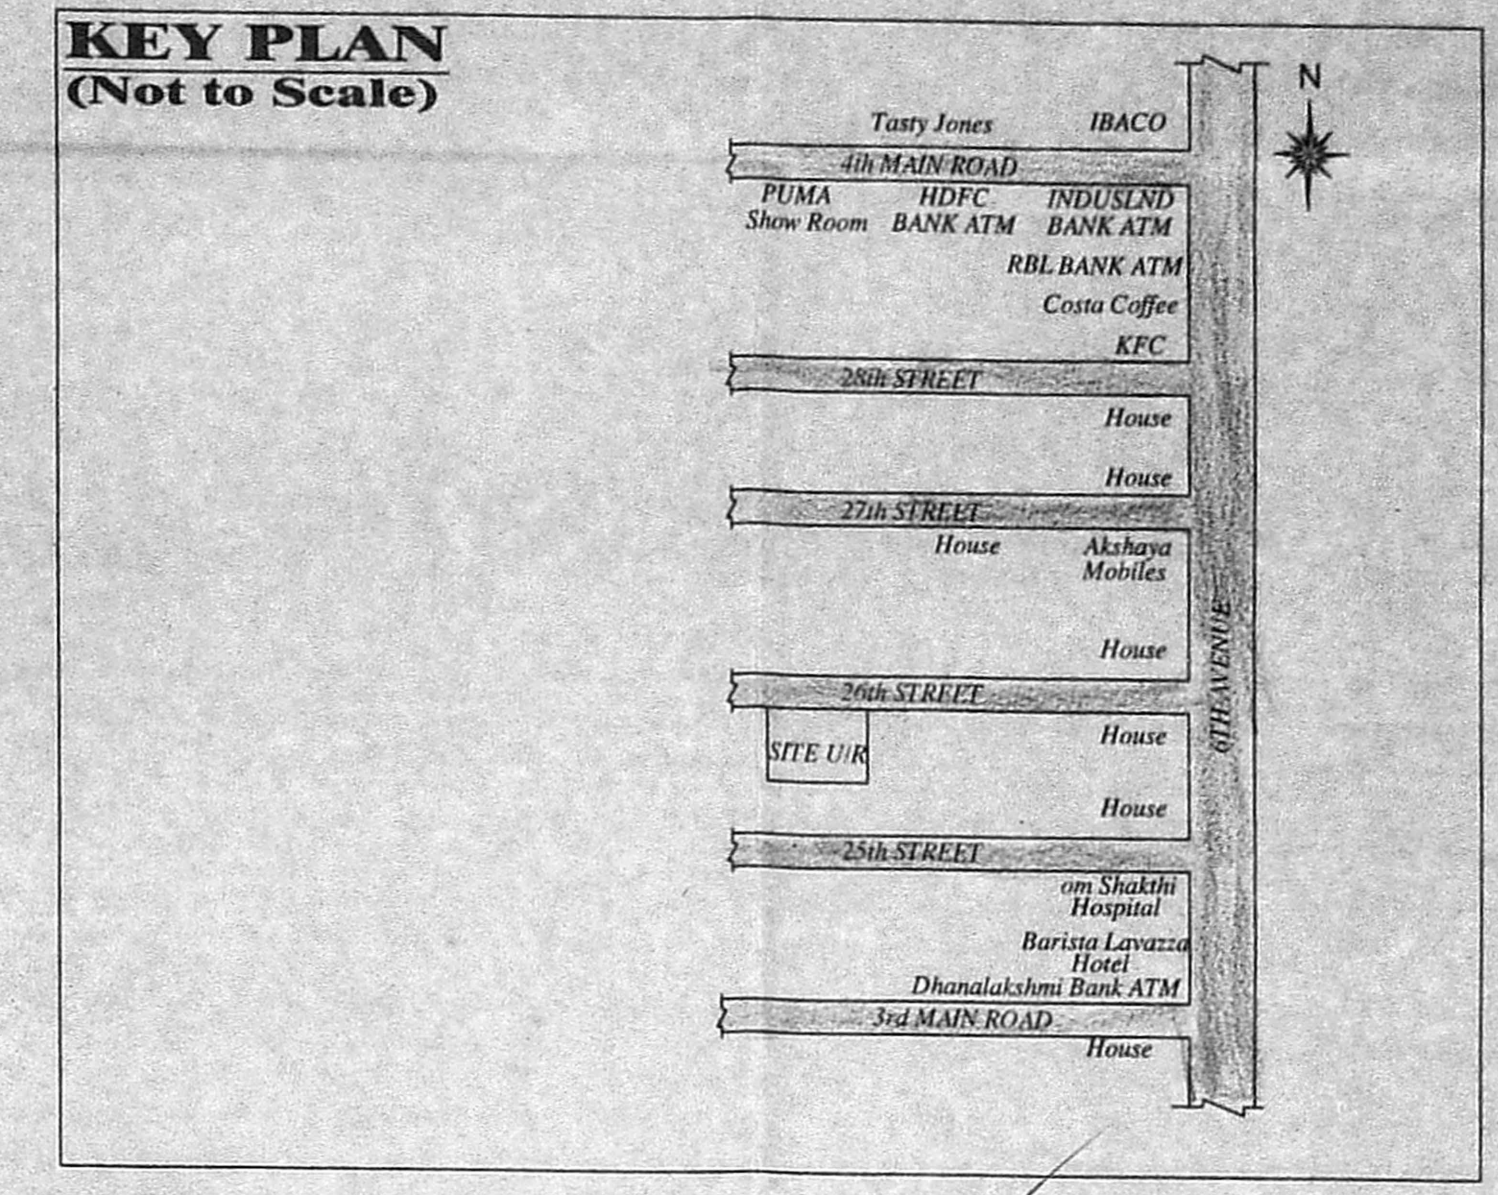 KEY PLAN
(Not to Scale)
N
Tasty Jones IBACO
4th MAIN ROAD
PUMA HDFC INDUSLND
Show Room BANK ATM BANK ATM
RBL BANK ATM
Costa Coffee
KFC
28th STREET
House
House
27th STREET
House Akshaya
Mobiles
House
26th STREET
6TH AVENUE
House
SITE U/R
House
25th STREET
om Shakthi
Hospital
Barista Lavazza
Hotel
Dhanalakshmi Bank ATM
3rd MAIN ROAD
House